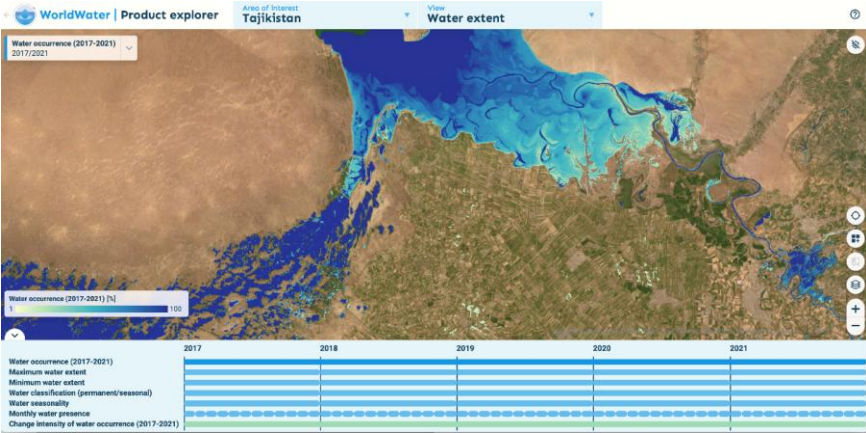 WorldWater | Product explorer
Area of interest
Tajikistan
View
Water extent
Water occurrence (2017-2021)
2017/2021
Water occurrence (2017-2021) [%]
1 100
2017 2018 2019 2020 2021
Water occurrence (2017-2021)
Maximum water extent
Minimum water extent
Water classification (permanent/seasonal)
Water seasonality
Monthly water presence
Change intensity of water occurrence (2017-2021)